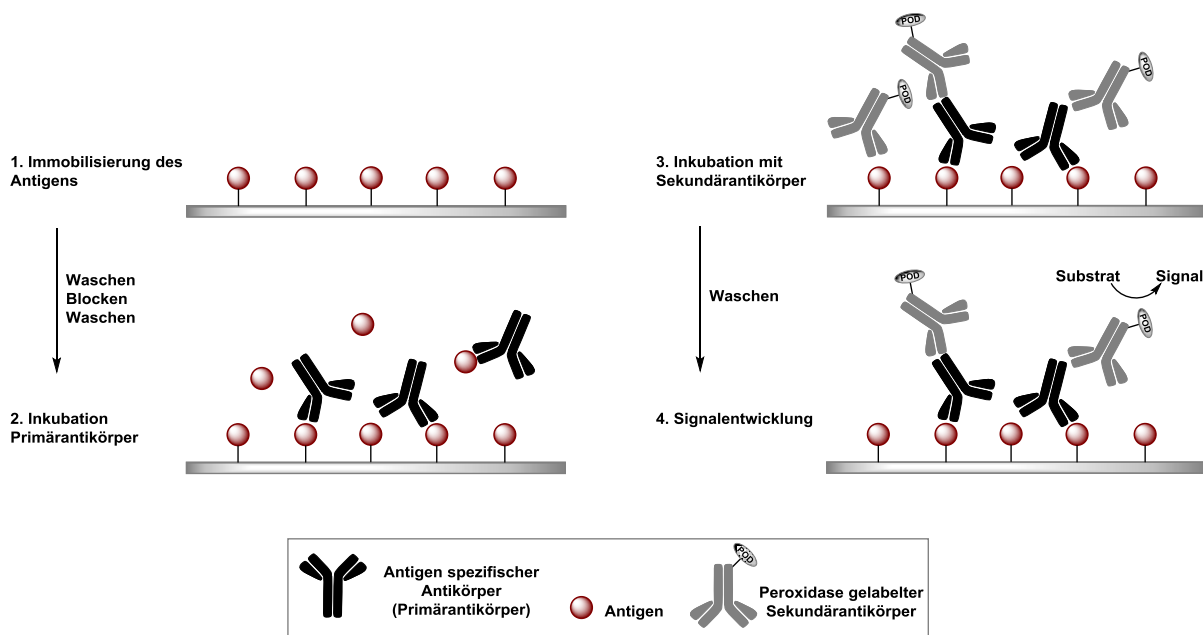 1. Immobilisierung des
Antigens
Waschen
Blocken
Waschen
2. Inkubation
Primärantikörper
POD
POD
POD
3. Inkubation mit
Sekundärantikörper
Waschen
POD
Substrat
Signal
POD
4. Signalentwicklung
Antigen spezifischer
Antikörper
(Primärantikörper)
Antigen
POD
Peroxidase gelabelter
Sekundärantikörper